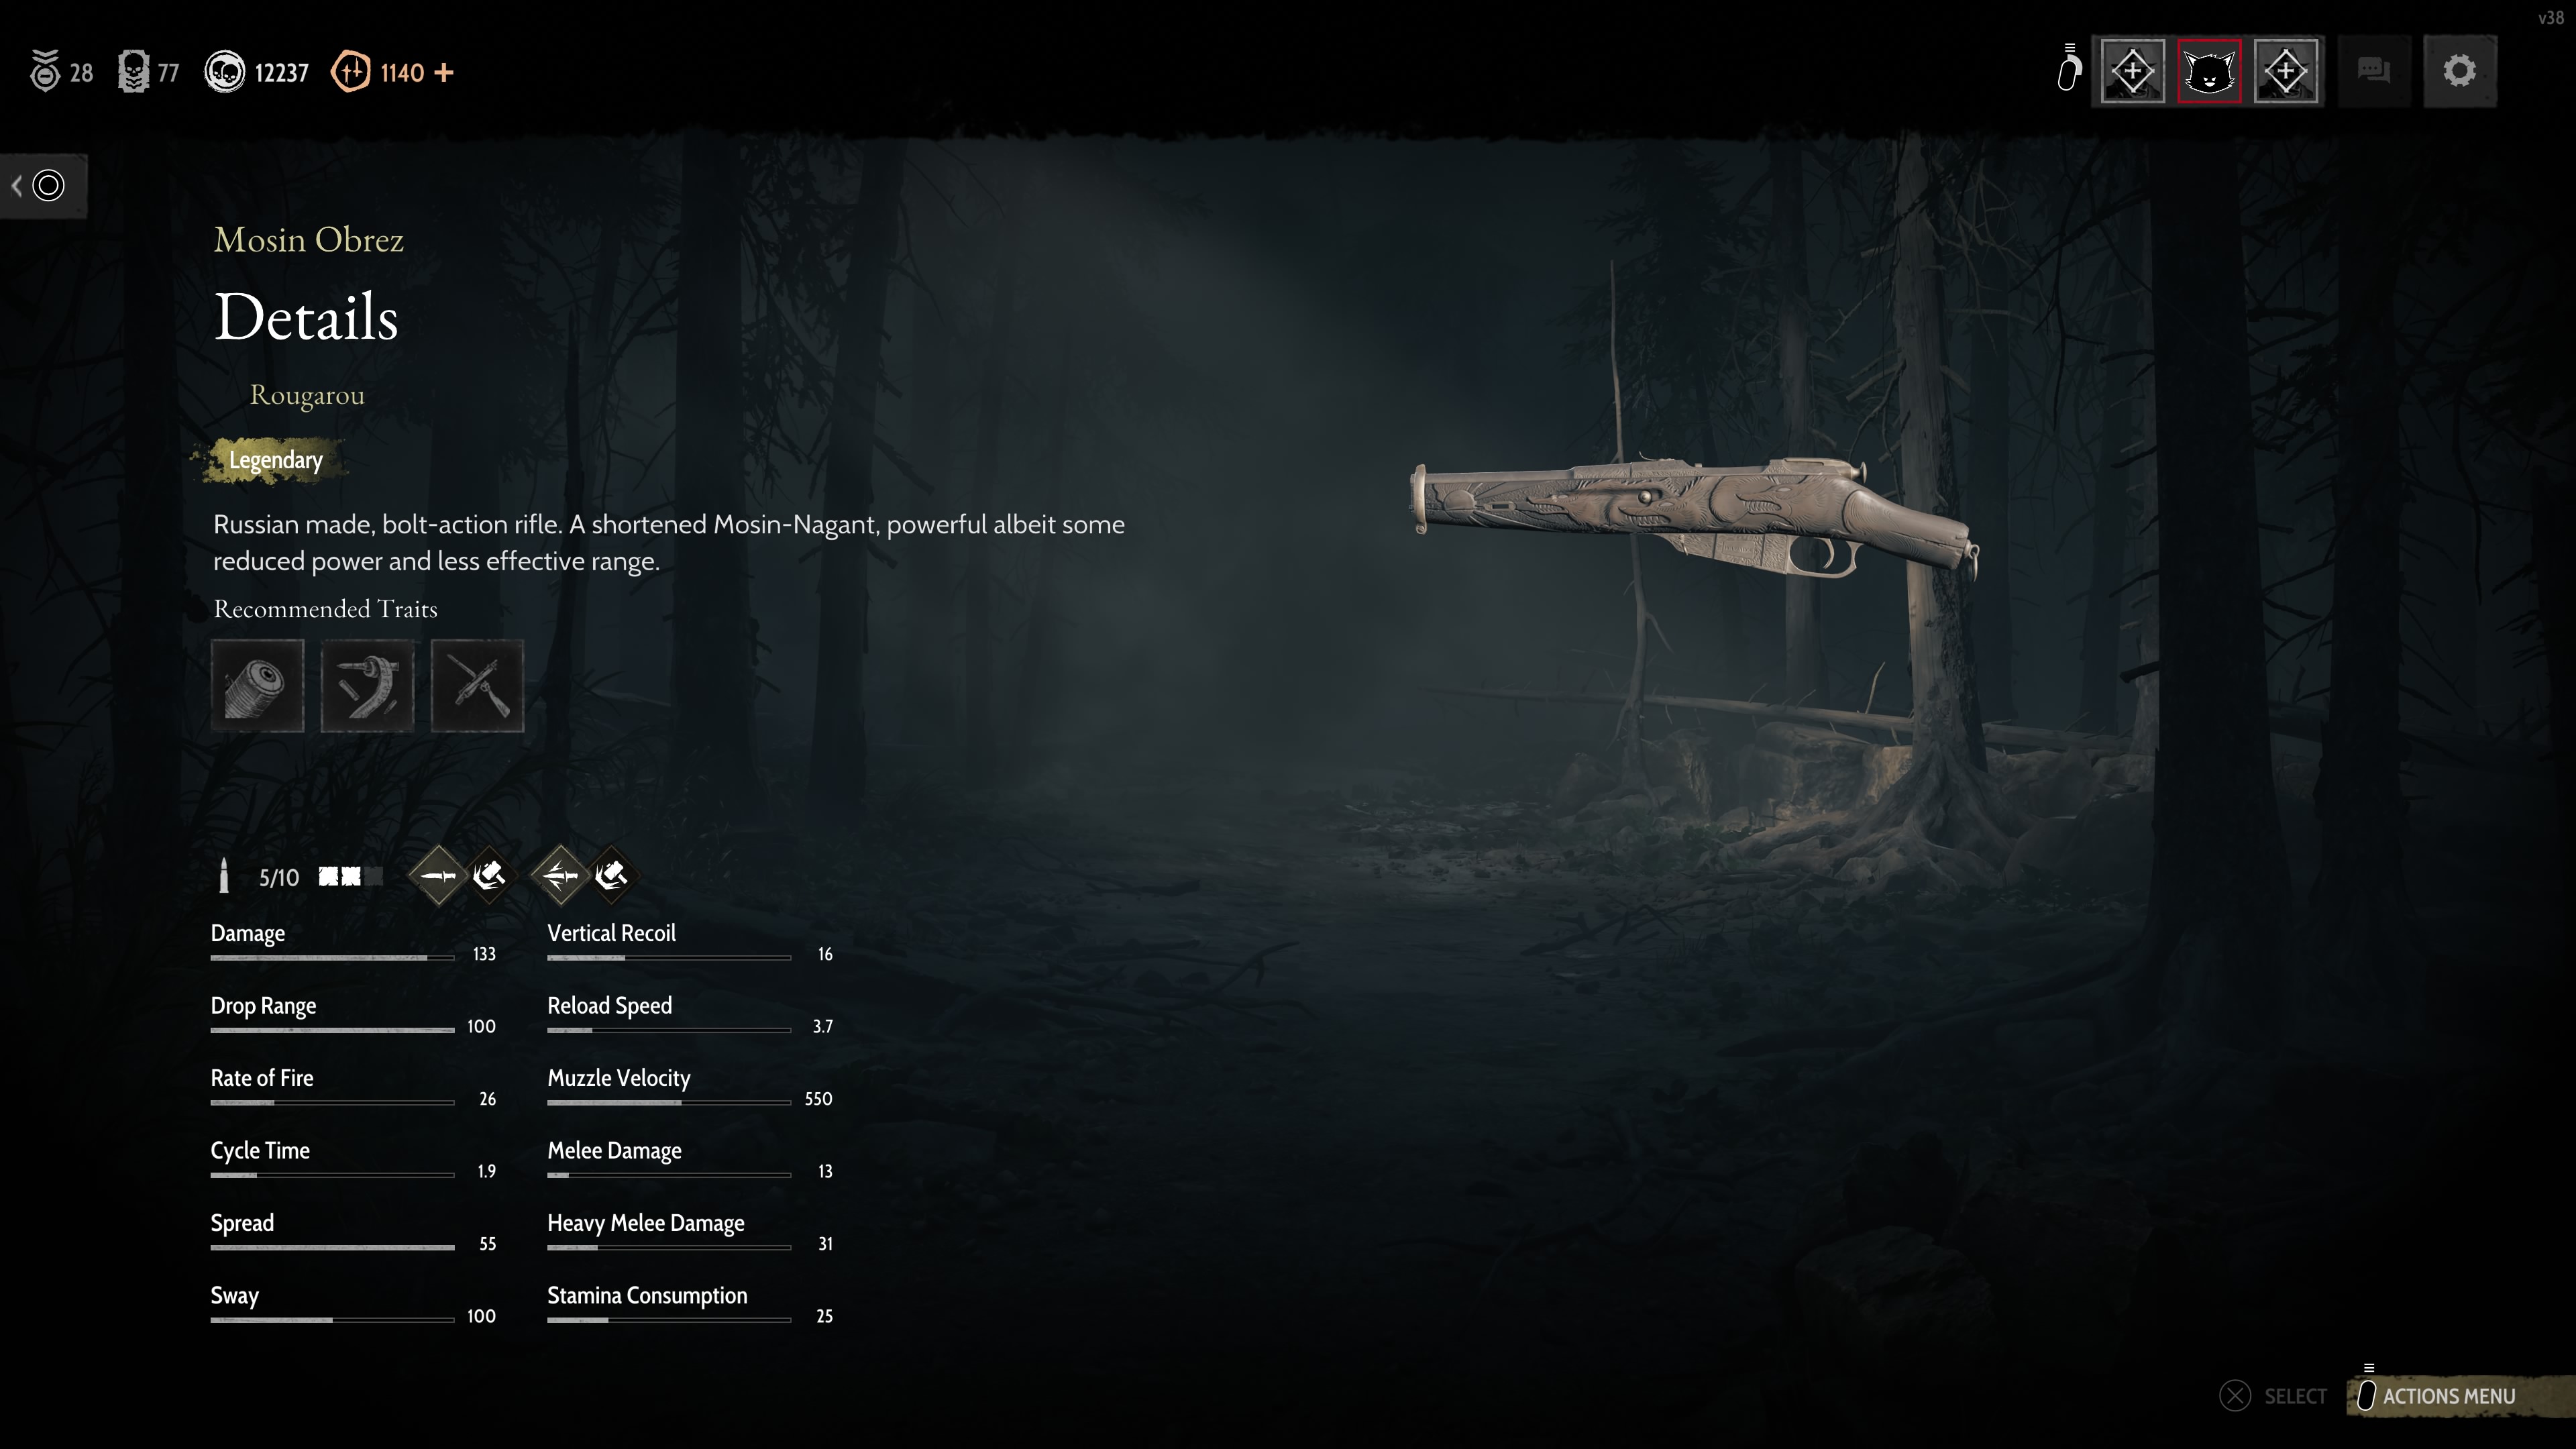 v38
28 77 12237 1140 +
Mosin Obrez
Details
Rougarou
Legendary
Russian made, bolt-action rifle. A shortened Mosin-Nagant, powerful albeit some
reduced power and less effective range.
Recommended Traits
5/10
Damage 133
Vertical Recoil 16
Drop Range 100
Reload Speed 3.7
Rate of Fire 26
Muzzle Velocity 550
Cycle Time 1.9
Melee Damage 13
Spread 55
Heavy Melee Damage 31
Sway 100
Stamina Consumption 25
SELECT
ACTIONS MENU